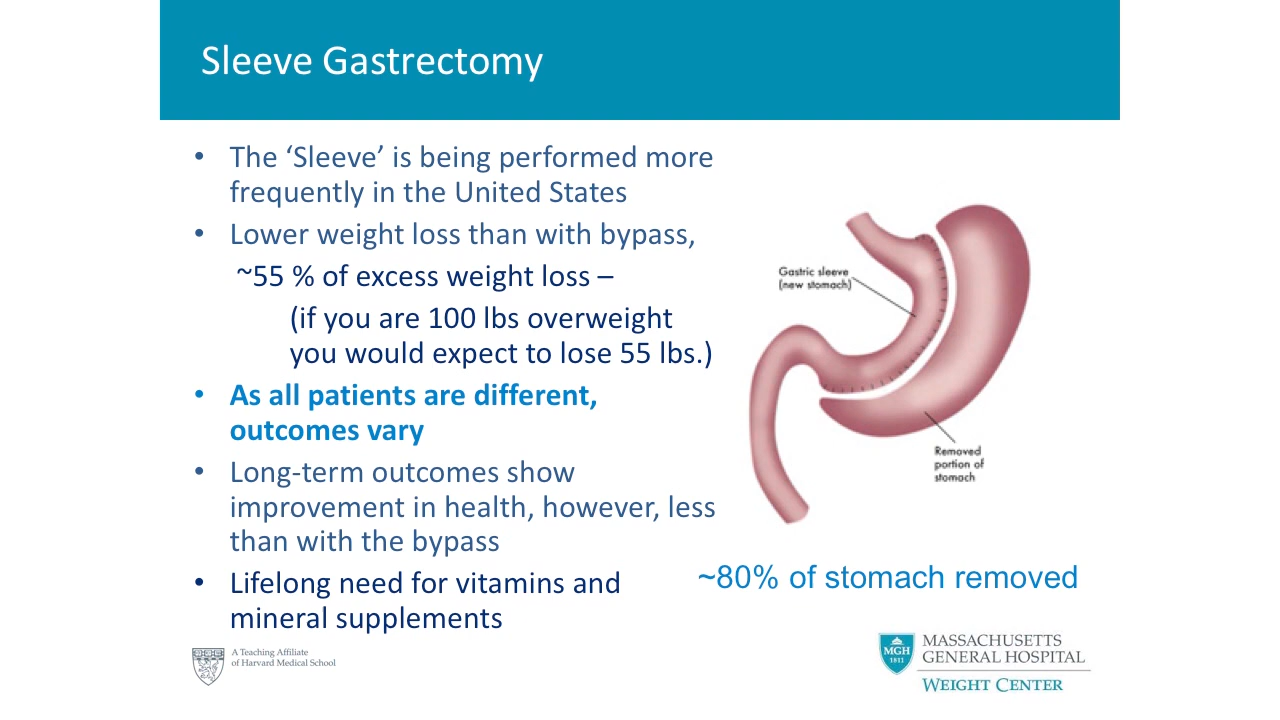 Sleeve Gastrectomy
• The ‘Sleeve’ is being performed more
frequently in the United States
• Lower weight loss than with bypass,
~55 % of excess weight loss –
(if you are 100 lbs overweight
you would expect to lose 55 lbs.)
• As all patients are different,
outcomes vary
• Long-term outcomes show
improvement in health, however, less
than with the bypass
• Lifelong need for vitamins and
mineral supplements
Gastric sleeve
(new stomach)
Removed
portion of
stomach
~80% of stomach removed
A Teaching Affiliate
of Harvard Medical School
MGH
1811
MASSACHUSETTS
GENERAL HOSPITAL
WEIGHT CENTER